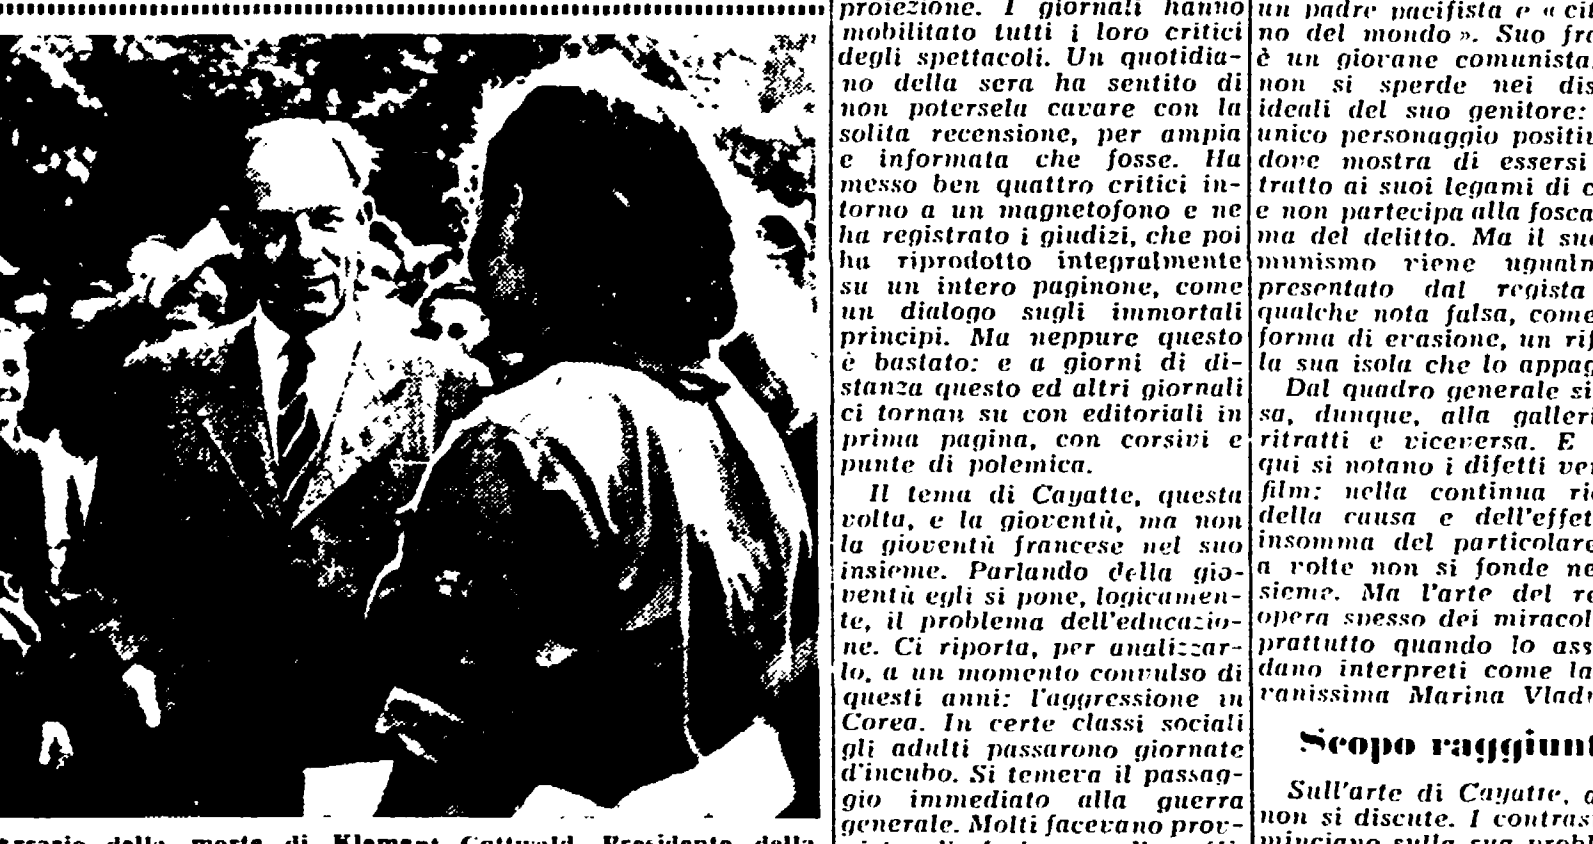 proiezione. I giornali hanno
mobilitato tutti i loro critici
degli spettacoli. Un quotidia-
no della sera ha sentito di
non potersela cavare con la
solita recensione, per ampia
e informata che fosse. Ha
messo ben quattro critici in-
torno a un magnetofono e ne
ha registrato i giudizi, che poi
ha riprodotto integralmente
su un intero paginone, come
un dialogo sugli immortali
principi. Ma neppure questo
è bastato: e a giorni di di-
stanza questo ed altri giornali
ci tornan su con editoriali in
prima pagina, con corsivi e
punte di polemica.
Il tema di Cayatte, questa
volta, e la gioventù, ma non
la gioventù francese nel suo
insieme. Parlando della gio-
ventù egli si pone, logicamen-
te, il problema dell'educazio-
ne. Ci riporta, per analizzar-
lo, a un momento convulso di
questi anni: l'aggressione in
Corea. In certe classi sociali
gli adulti passarono giornate
d'incubo. Si temeva il passag-
gio immediato alla guerra
generale. Molti facevano prov-
un padre pacifista e « cit
no del mondo ». Suo fra
è un giovane comunista,
non si sperde nei dis
ideali del suo genitore:
unico personaggio positiv
dove mostra di essersi
tratto ai suoi legami di c
e non partecipa alla fosca
ma del delitto. Ma il suo
munismo viene ugualm
presentato dal regista
qualche nota falsa, come
forma di evasione, un rif
la sua isola che lo appag
Dal quadro generale si
sa, dunque, alla galleri
ritratti e viceversa. E
qui si notano i difetti ver
film: nella continua ric
della causa e dell'effet
insomma del particolare
a volte non si fonde ne
sieme. Ma l'arte del re
opera spesso dei miracol
prattutto quando lo ass
dano interpreti come la
vanissima Marina Vlad
Scopo raggiunt
Sull'arte di Cayatte, d
non si discute. I contras
minciano sulla sua probl
della morte di Klement Gottwald, Presidente della